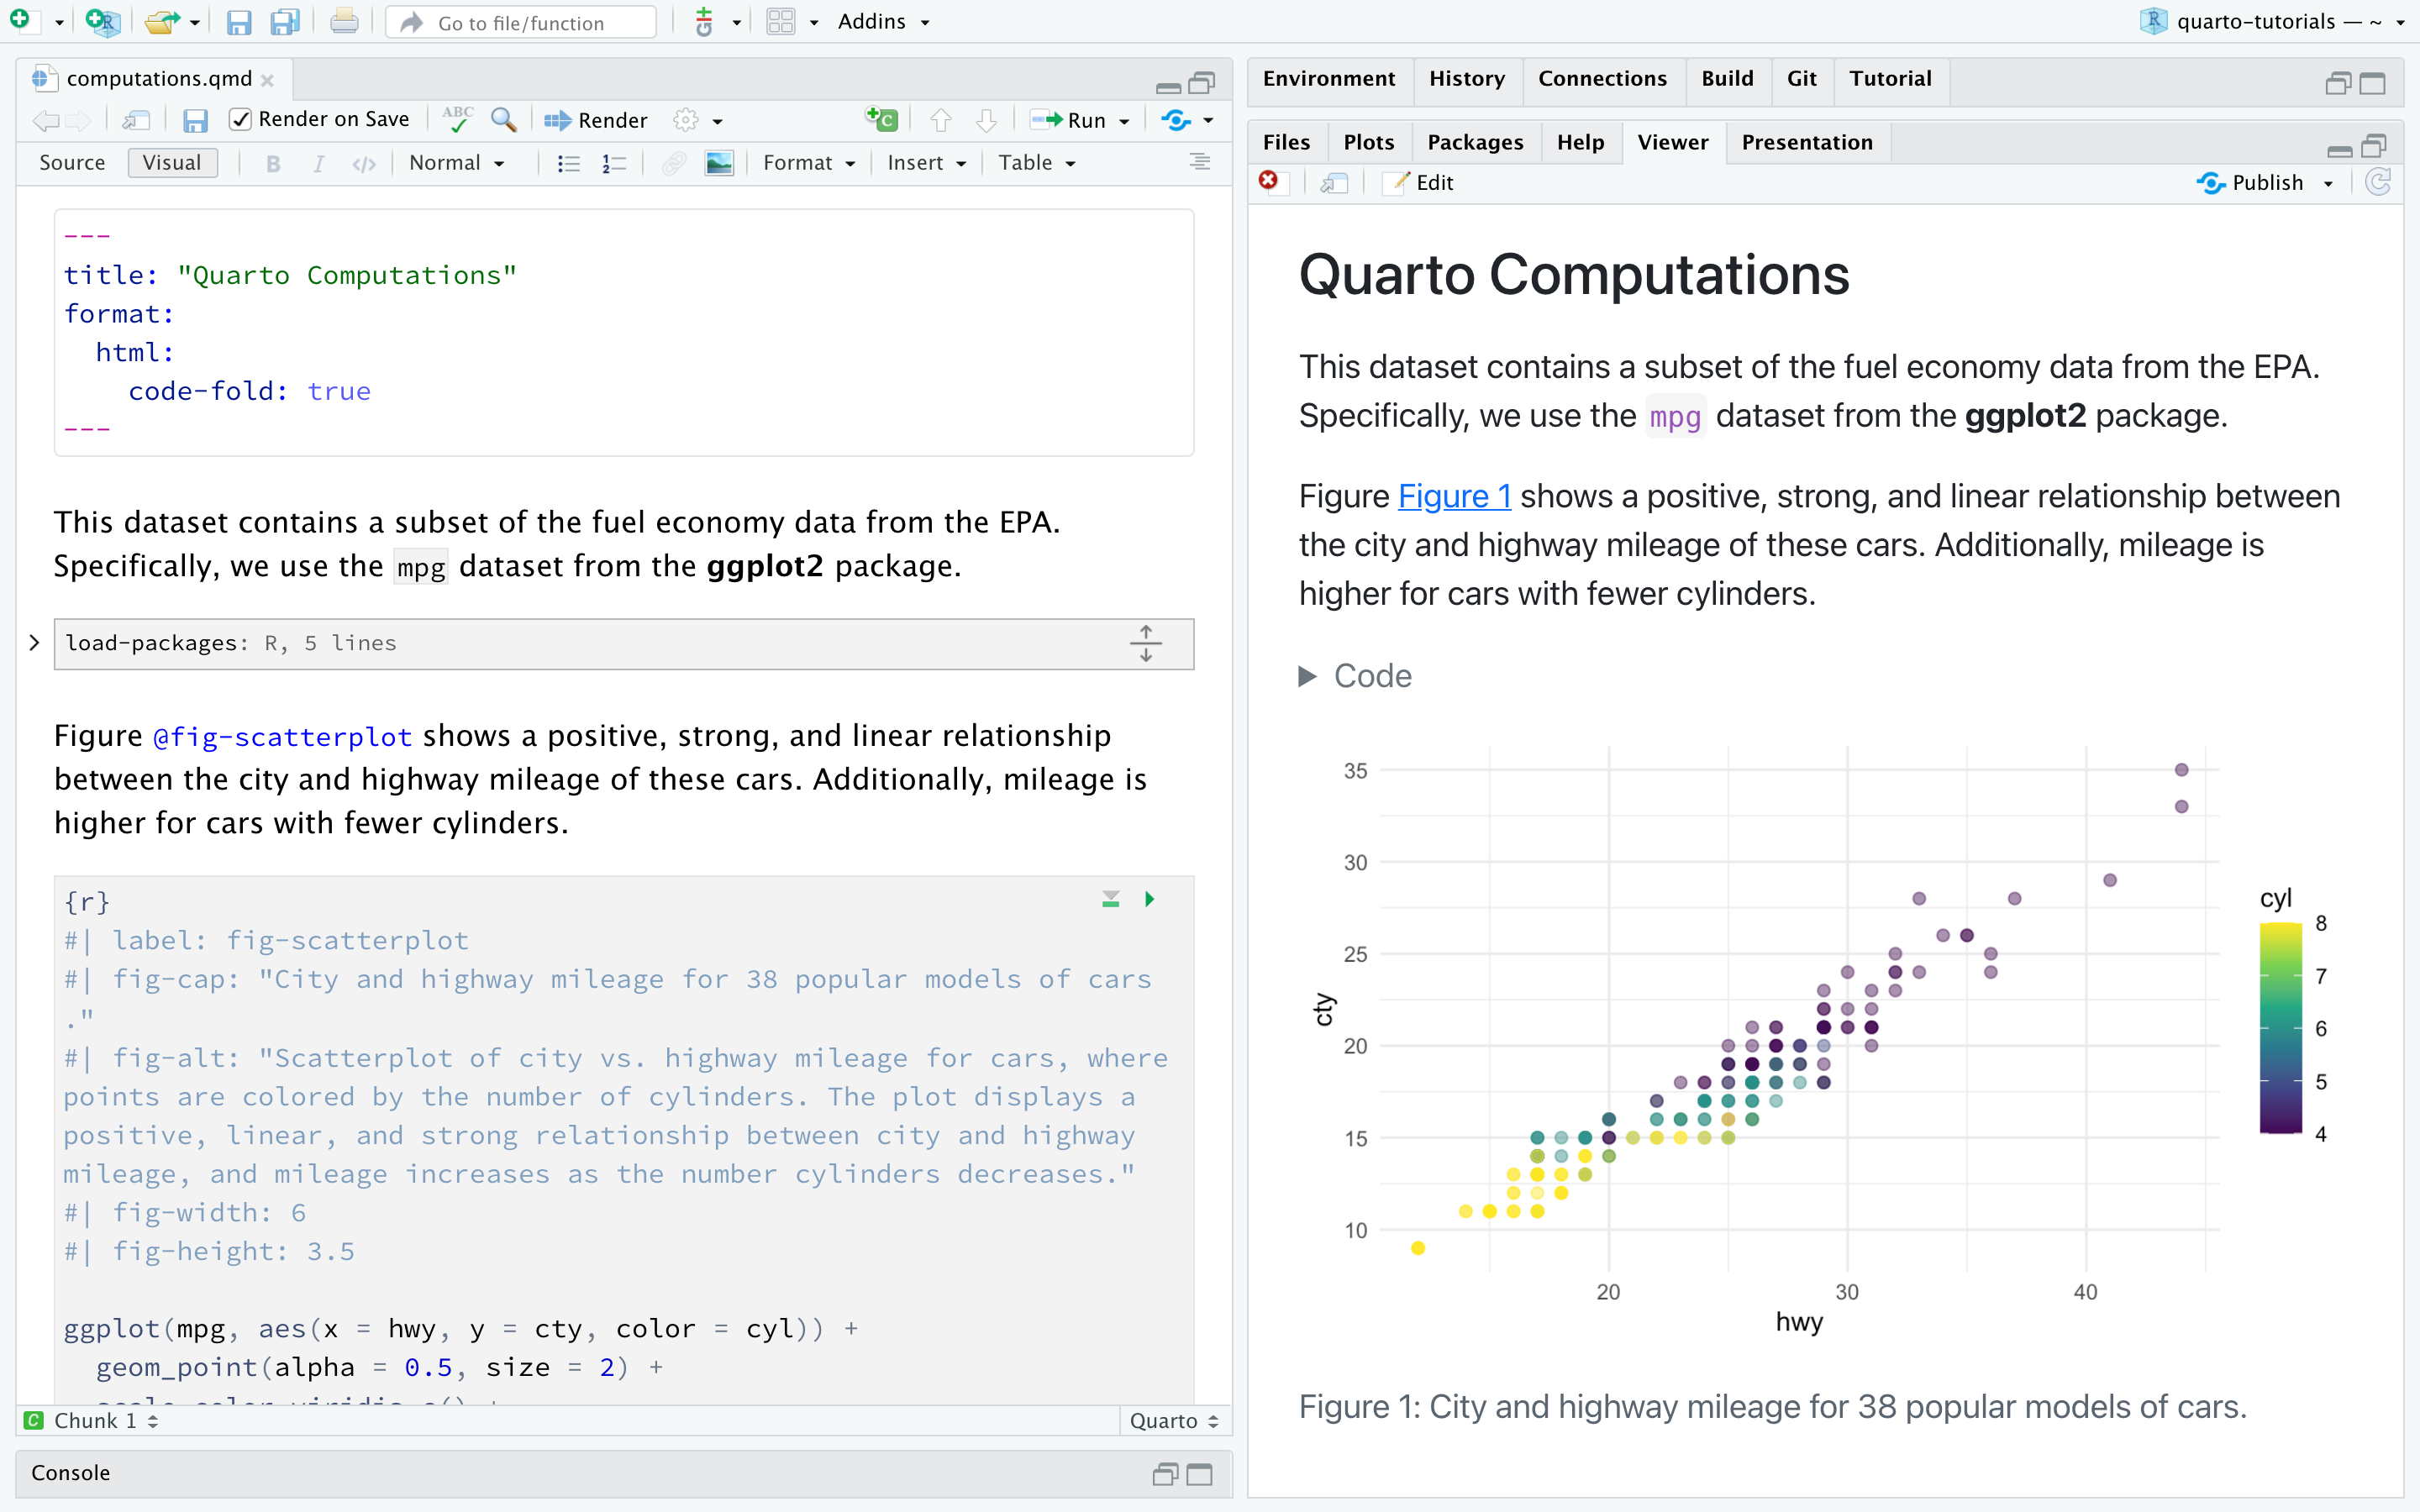 Go to file/function
Git
Addins
quarto-tutorials — ~
computations.qmd
Render on Save
ABC
Render
Run
Source
Visual
B
I
</>
Normal
Format
Insert
Table
---
title: "Quarto Computations"
format:
html:
code-fold: true
---
This dataset contains a subset of the fuel economy data from the EPA.
Specifically, we use the mpg dataset from the ggplot2 package.
load-packages: R, 5 lines
Figure @fig-scatterplot shows a positive, strong, and linear relationship
between the city and highway mileage of these cars. Additionally, mileage is
higher for cars with fewer cylinders.
{r}
#| label: fig-scatterplot
#| fig-cap: "City and highway mileage for 38 popular models of cars
."
#| fig-alt: "Scatterplot of city vs. highway mileage for cars, where
points are colored by the number of cylinders. The plot displays a
positive, linear, and strong relationship between city and highway
mileage, and mileage increases as the number cylinders decreases."
#| fig-width: 6
#| fig-height: 3.5
ggplot(mpg, aes(x = hwy, y = cty, color = cyl)) +
geom_point(alpha = 0.5, size = 2) +
C Chunk 1
Quarto
Console
Environment
History
Connections
Build
Git
Tutorial
Files
Plots
Packages
Help
Viewer
Presentation
Edit
Publish
Quarto Computations
This dataset contains a subset of the fuel economy data from the EPA.
Specifically, we use the mpg dataset from the ggplot2 package.
Figure Figure 1 shows a positive, strong, and linear relationship between
the city and highway mileage of these cars. Additionally, mileage is
higher for cars with fewer cylinders.
Code
35
30
25
20
15
10
cty
20
30
40
hwy
cyl
8
7
6
5
4
Figure 1: City and highway mileage for 38 popular models of cars.